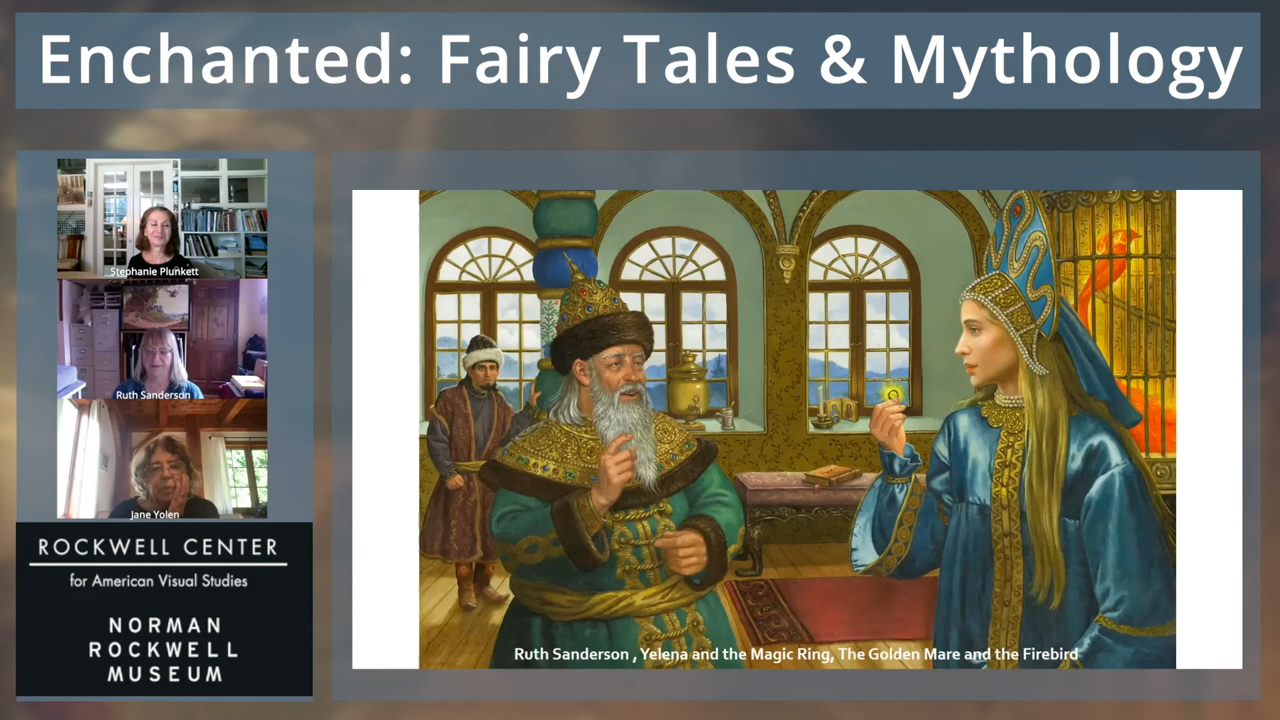 Enchanted: Fairy Tales & Mythology
Stephanie Plunkett
Ruth Sanderson
Jane Yolen
ROCKWELL CENTER
for American Visual Studies
NORMAN
ROCKWELL
MUSEUM
Ruth Sanderson , Yelena and the Magic Ring, The Golden Mare and the Firebird